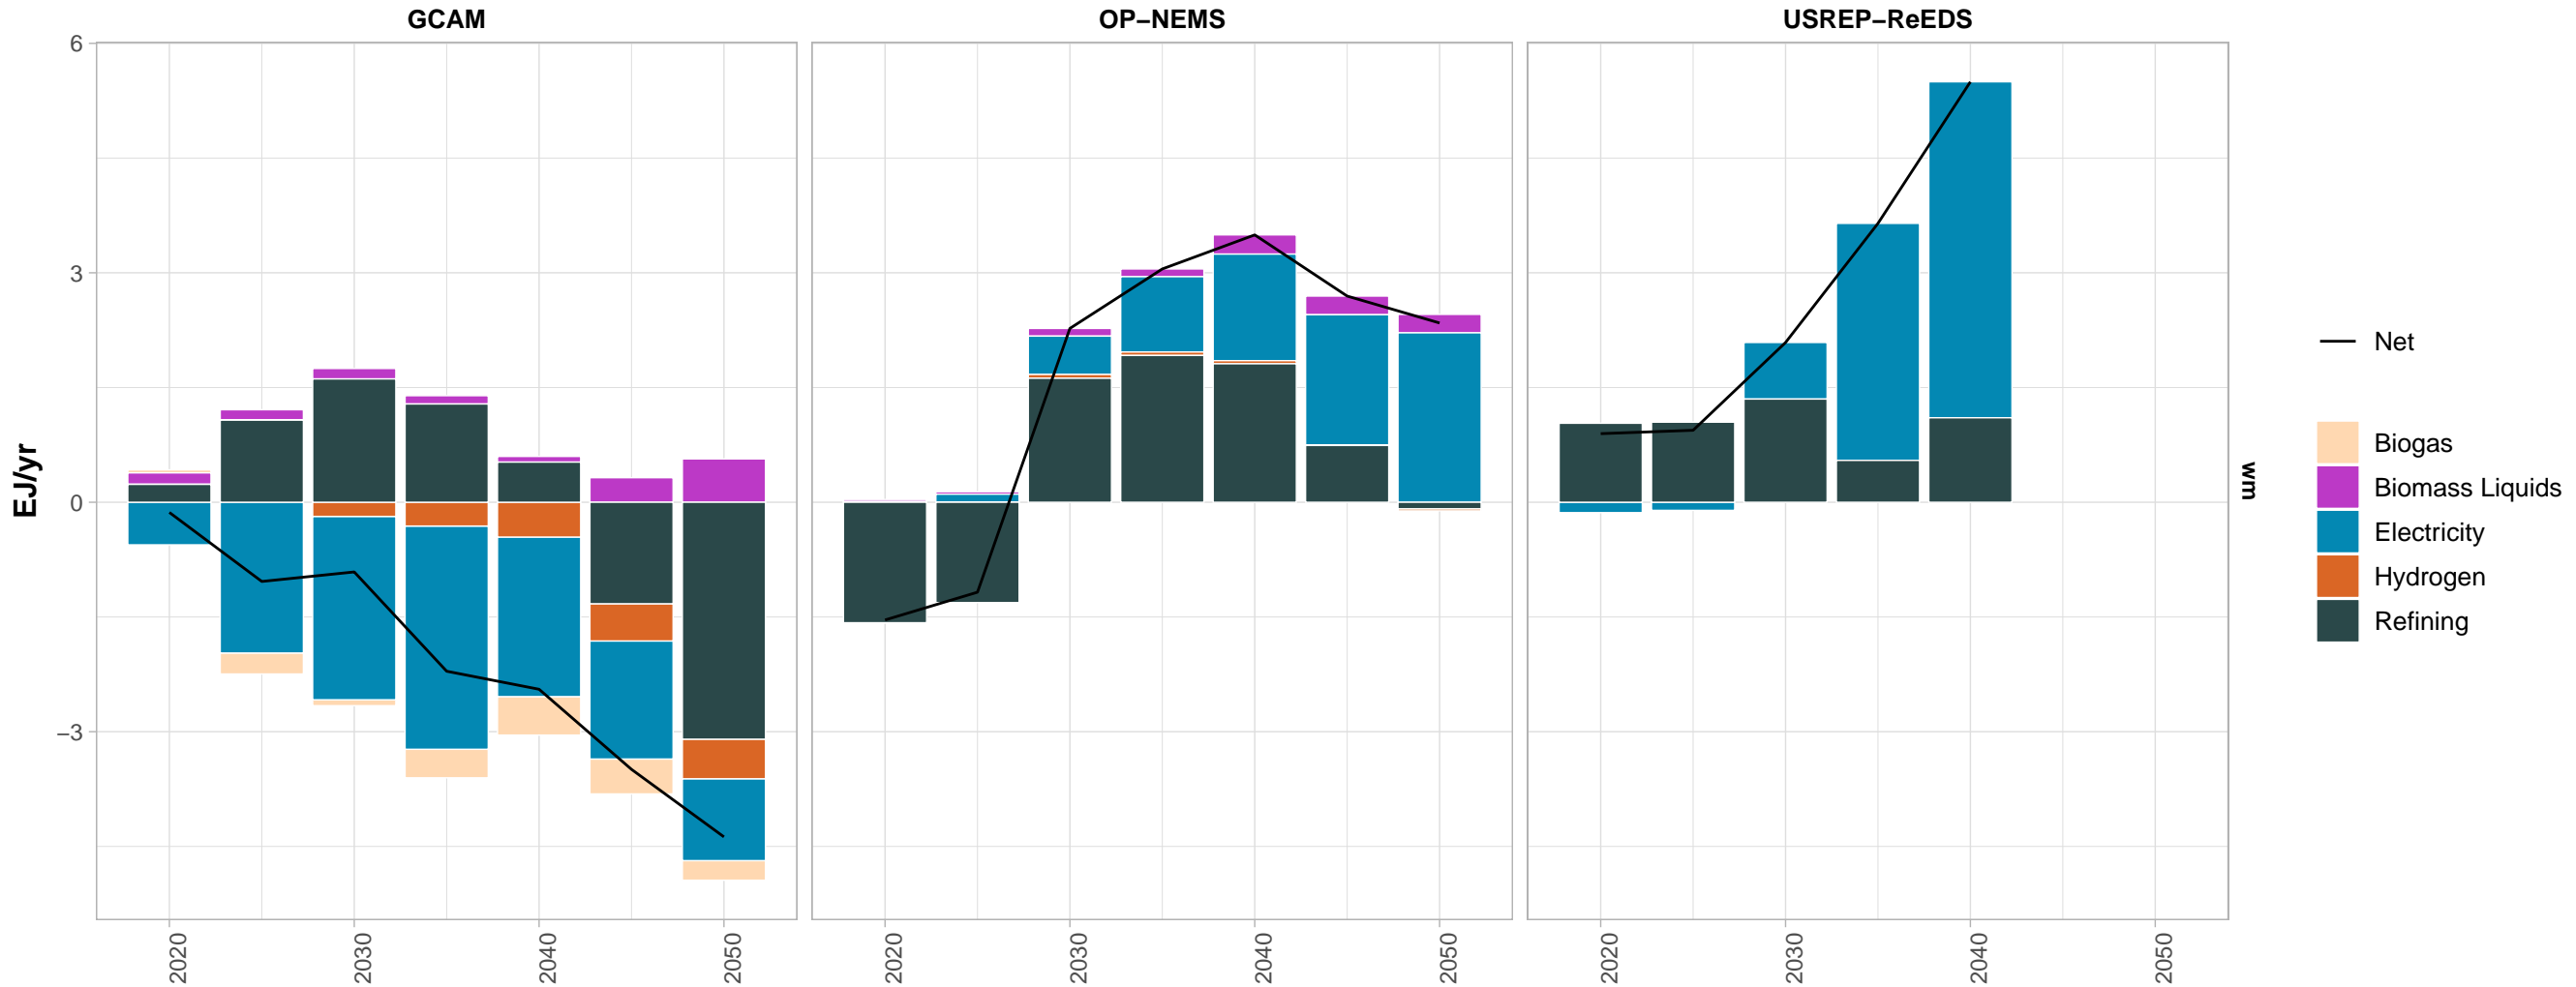 GCAM
OP−NEMS
USREP−ReEDS
6
3
0
−3
EJ/yr
wm
2020
2030
2040
2050
2020
2030
2040
2050
2020
2030
2040
2050
Net
Biogas
Biomass Liquids
Electricity
Hydrogen
Refining